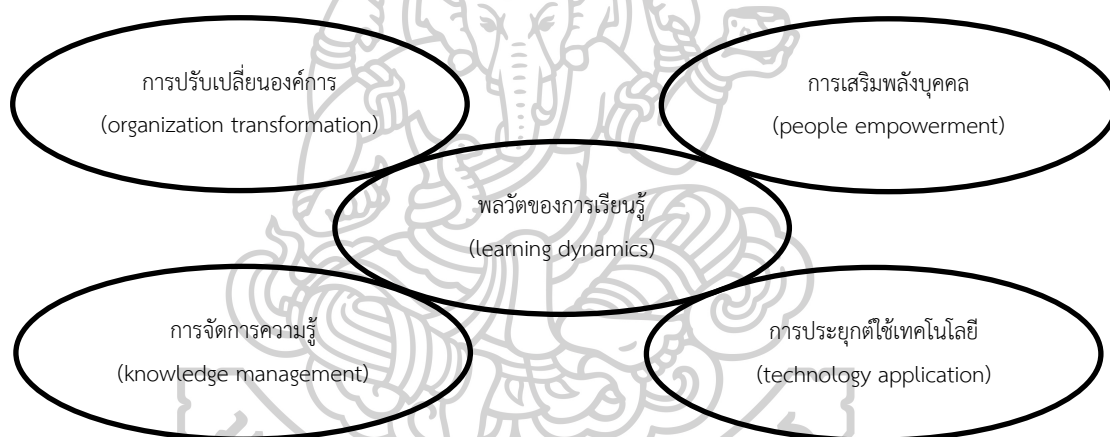 การปรับเปลี่ยนองค์การ
(organization transformation)
การเสริมพลังบุคคล
(people empowerment)
พลวัตของการเรียนรู้
(learning dynamics)
การจัดการความรู้
(knowledge management)
การประยุกต์ใช้เทคโนโลยี
(technology application)